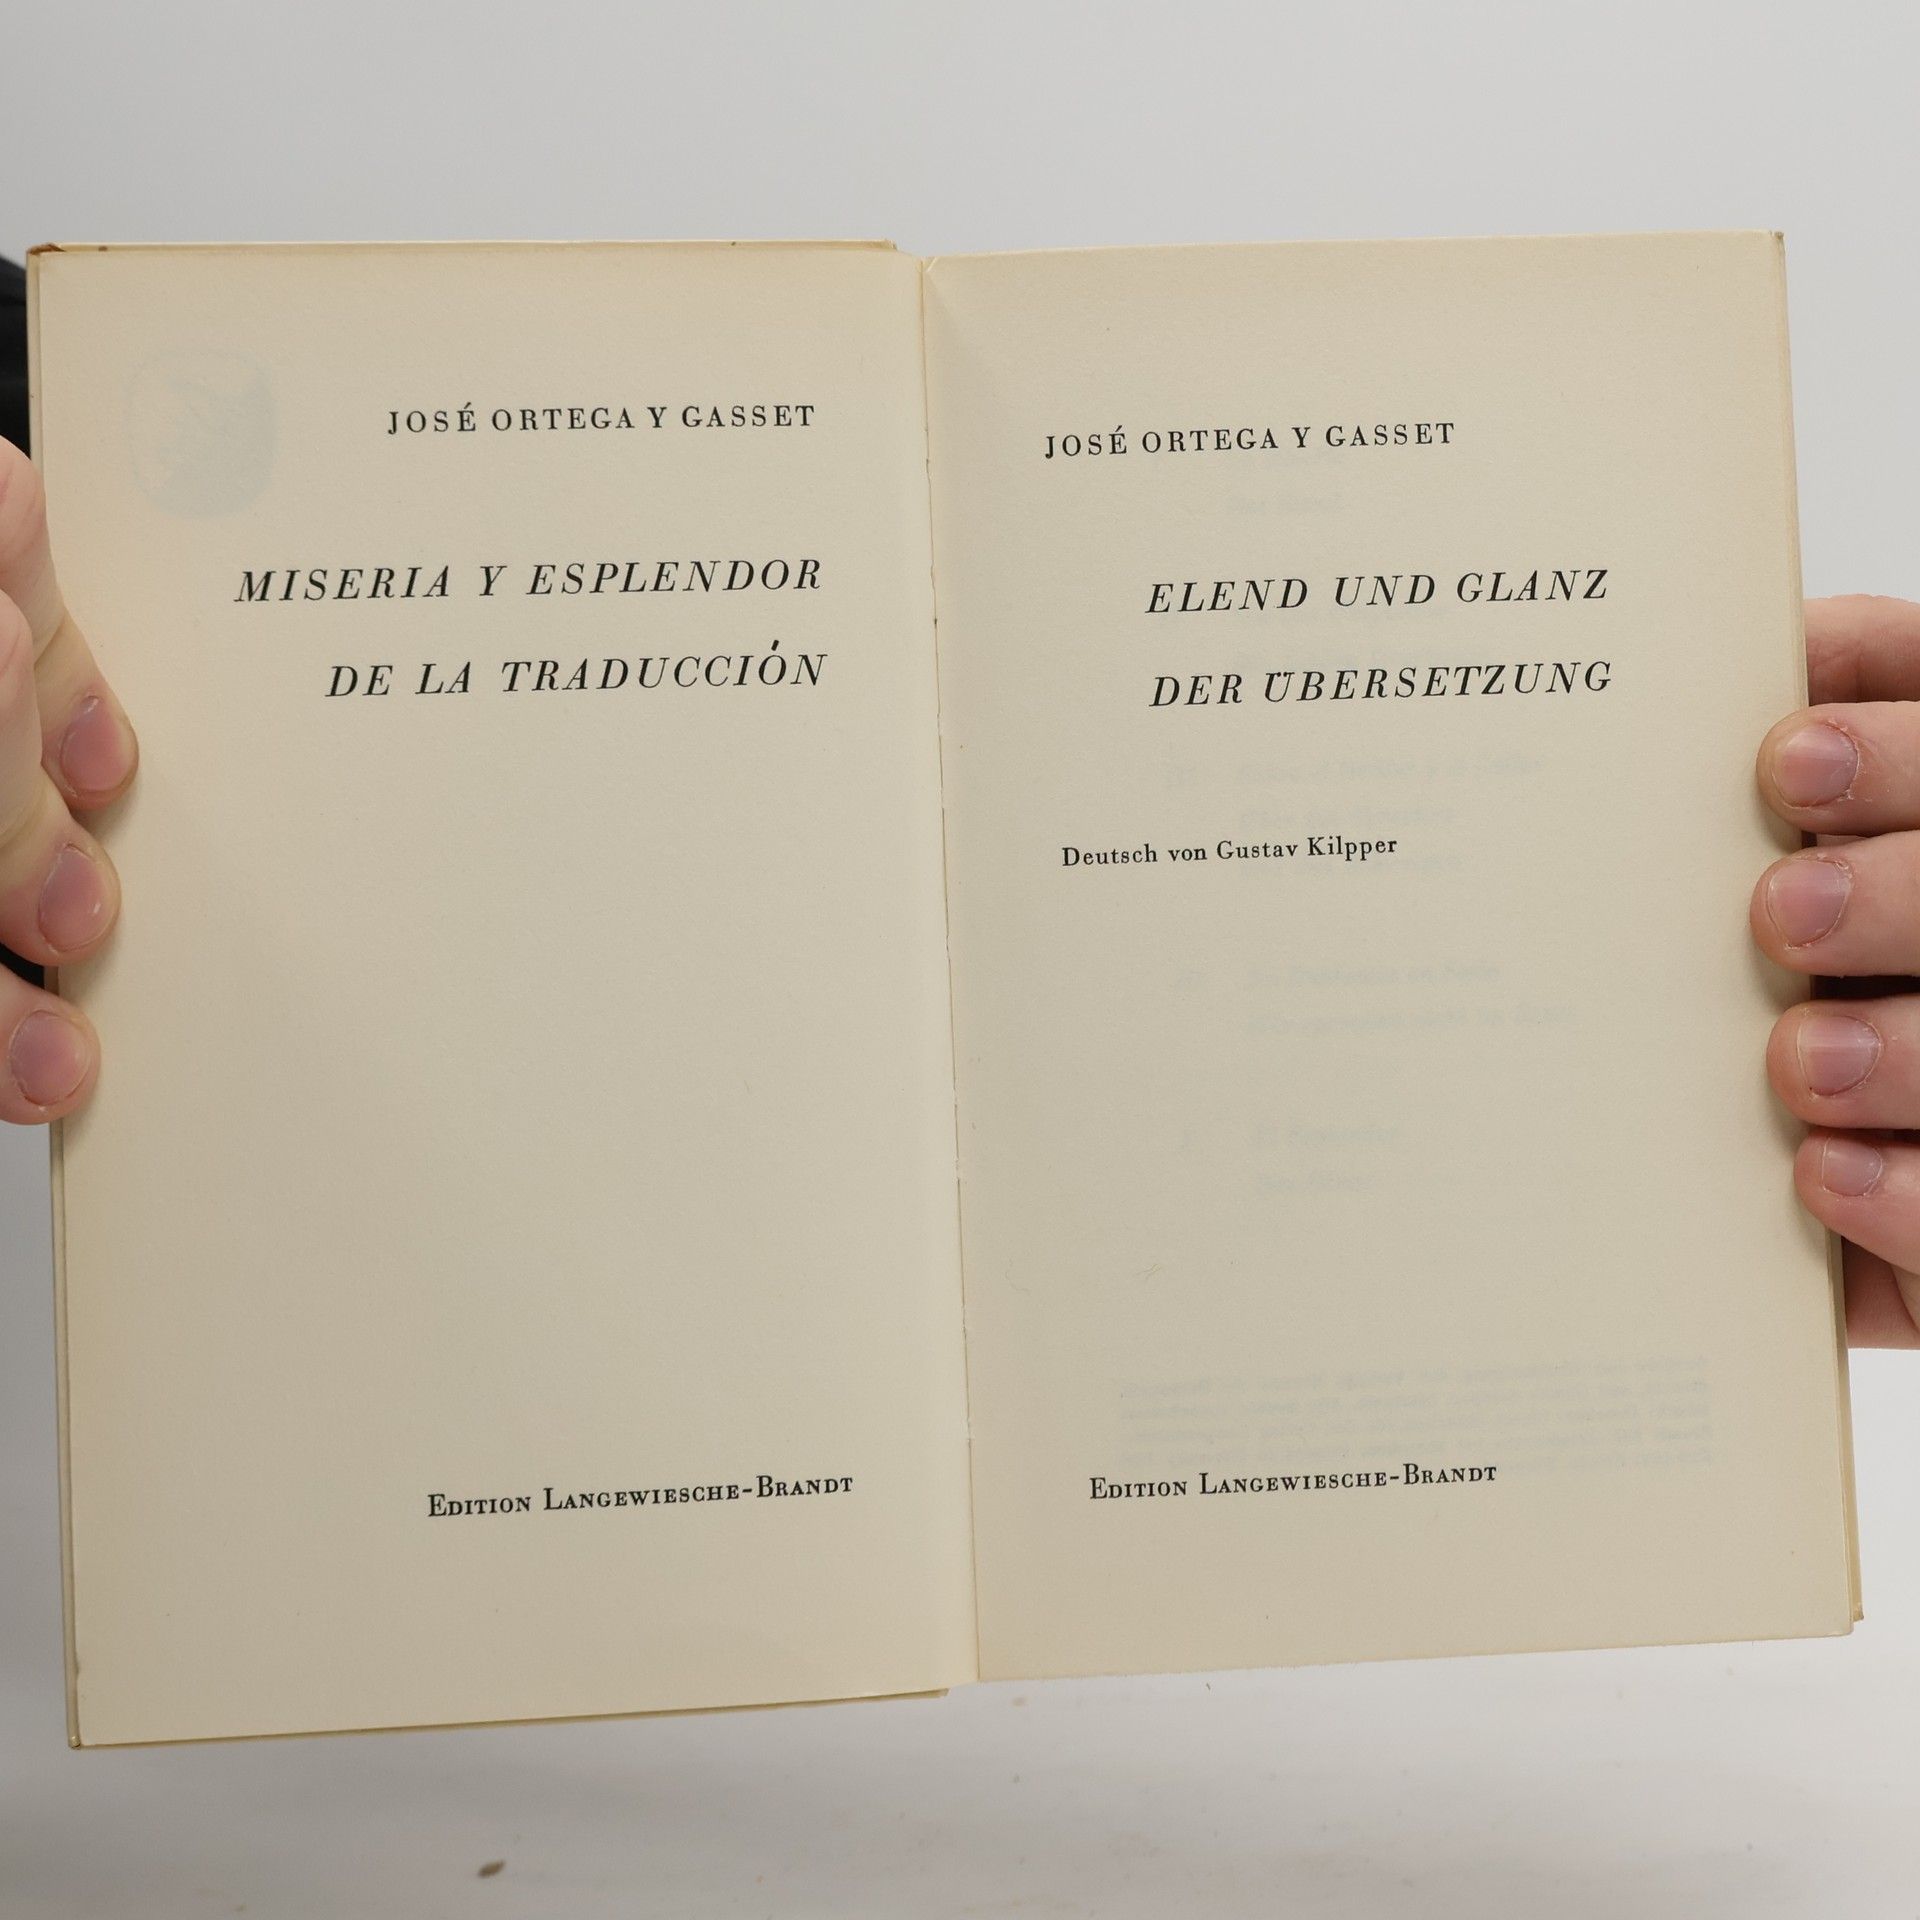 JOSÉ ORTEGA Y GASSET
MISERIA Y ESPLENDOR
DE LA TRADUCCIÓN
EDITION LANGEWIESCHE-BRANDT
JOSÉ ORTEGA Y GASSET
ELEND UND GLANZ
DER ÜBERSETZUNG
Deutsch von Gustav Kilpper
EDITION LANGEWIESCHE-BRANDT